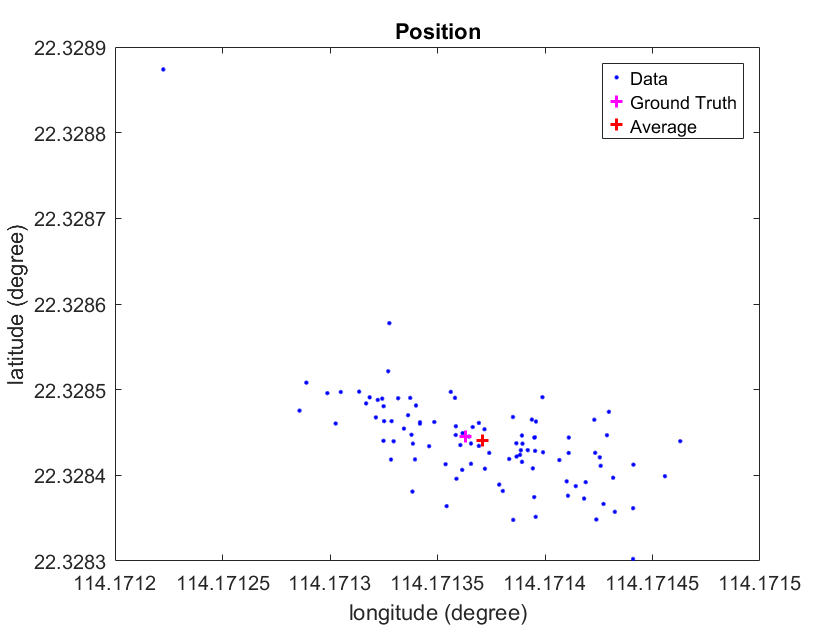 Position
22.3289
22.3288
22.3287
22.3286
22.3285
22.3284
22.3283
latitude (degree)
Data
Ground Truth
Average
114.1712
114.17125
114.1713
114.17135
114.1714
114.17145
114.1715
longitude (degree)